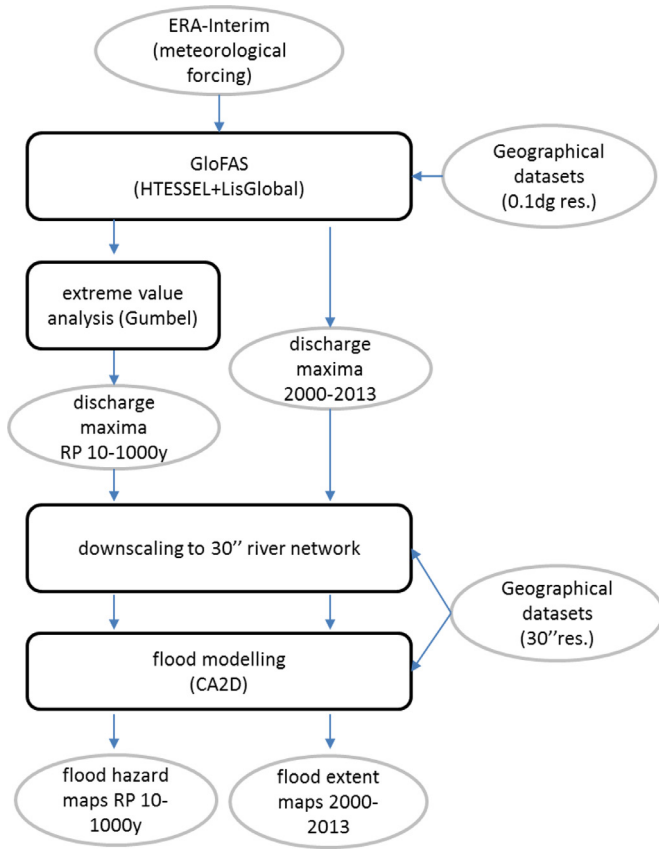 ERA-Interim
(meteorological
forcing)
GloFAS
(HTESSEL+LisGlobal)
Geographical
datasets
(0.1dg res.)
extreme value
analysis (Gumbel)
discharge
maxima
2000-2013
discharge
maxima
RP 10-1000y
downscaling to 30’’ river network
Geographical
datasets
(30’’res.)
flood modelling
(CA2D)
flood hazard
maps RP 10-
1000y
flood extent
maps 2000-
2013